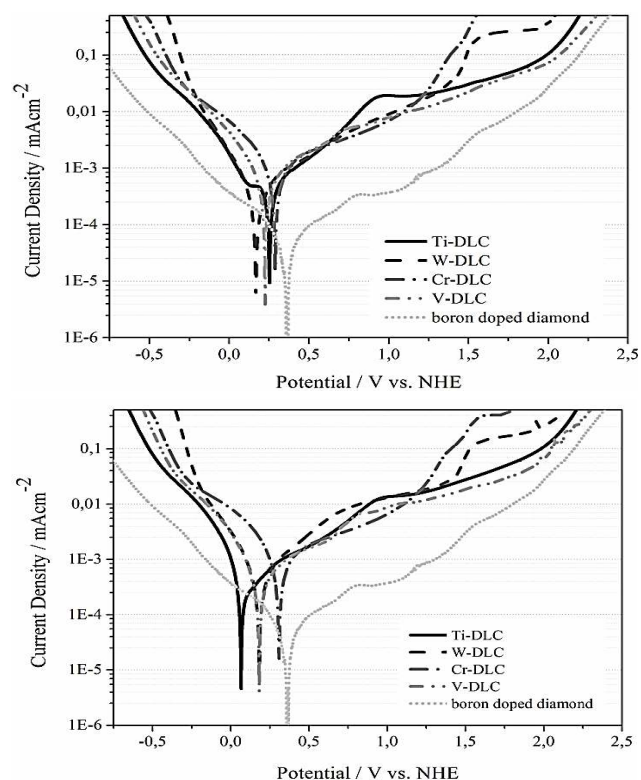 0,1
0,01
1E-3
1E-4
1E-5
1E-6
Current Density / mAcm-2
Ti-DLC
W-DLC
Cr-DLC
V-DLC
boron doped diamond
-0,5 0,0 0,5 1,0 1,5 2,0 2,5
Potential / V vs. NHE
0,1
0,01
1E-3
1E-4
1E-5
1E-6
Current Density / mAcm-2
Ti-DLC
W-DLC
Cr-DLC
V-DLC
boron doped diamond
-0,5 0,0 0,5 1,0 1,5 2,0 2,5
Potential / V vs. NHE